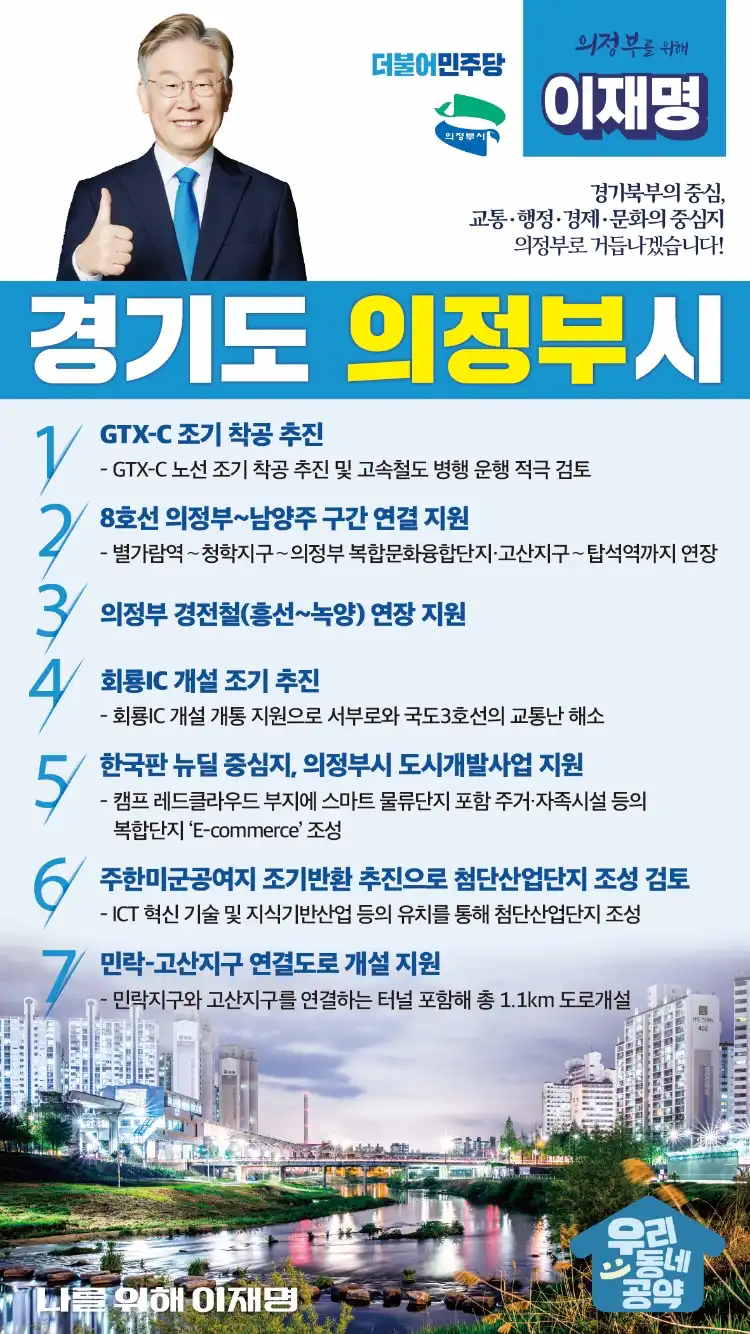 더불어민주당
의정부시
의정부를 위해
이재명
경기북부의 중심,
교통·행정·경제·문화의 중심지
의정부로 거듭나겠습니다!
경기도 의정부시
1 GTX-C 조기 착공 추진
- GTX-C 노선 조기 착공 추진 및 고속철도 병행 운행 적극 검토
2 8호선 의정부~남양주 구간 연결 지원
- 별가람역~청학지구~의정부 복합문화융합단지·고산지구~탑석역까지 연장
3 의정부 경전철(흥선~녹양) 연장 지원
4 회룡IC 개설 조기 추진
- 회룡IC 개설 개통 지원으로 서부로와 국도3호선의 교통난 해소
5 한국판 뉴딜 중심지, 의정부시 도시개발사업 지원
- 캠프 레드클라우드 부지에 스마트 물류단지 포함 주거·자족시설 등의
복합단지 ‘E-commerce’ 조성
6 주한미군공여지 조기반환 추진으로 첨단산업단지 조성 검토
- ICT 혁신 기술 및 지식기반산업 등의 유치를 통해 첨단산업단지 조성
7 민락-고산지구 연결도로 개설 지원
- 민락지구와 고산지구를 연결하는 터널 포함해 총 1.1km 도로개설
나를 위해 이재명
우리
동네
공약